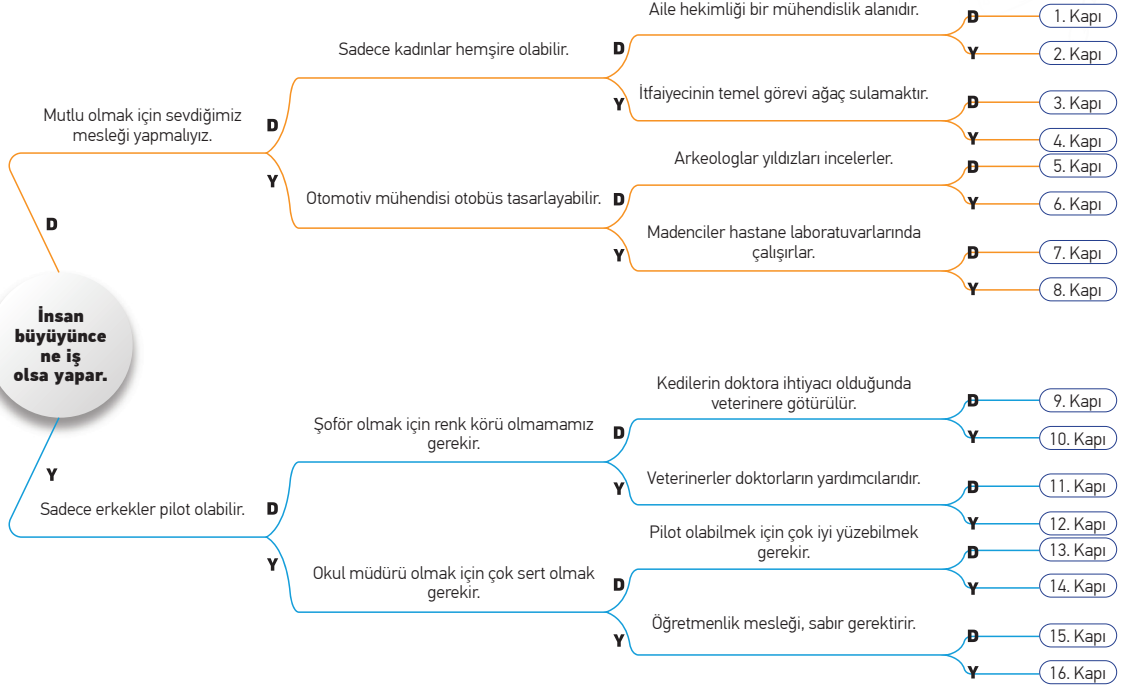 Aile hekimliği bir mühendislik alanıdır.
D
1. Kapı
Sadece kadınlar hemşire olabilir.
D
Y
2. Kapı
Y
İtfaiyecinin temel görevi ağaç sulamaktır.
D
3. Kapı
Y
4. Kapı
Mutlu olmak için sevdiğimiz
mesleği yapmalıyız.
D
Y
Otomotiv mühendisi otobüs tasarlayabilir.
D
Arkeologlar yıldızları incelerler.
D
5. Kapı
Y
6. Kapı
Y
Madenciler hastane laboratuvarlarında
çalışırlar.
D
7. Kapı
Y
8. Kapı
D
İnsan
büyüyünce
ne iş
olsa yapar.
Y
Sadece erkekler pilot olabilir.
D
Şoför olmak için renk körü olmamamız
gerekir.
D
Kedilerin doktora ihtiyacı olduğunda
veterinere götürülür.
D
9. Kapı
Y
10. Kapı
Y
Veterinerler doktorların yardımcılarıdır.
D
11. Kapı
Y
12. Kapı
Y
Okul müdürü olmak için çok sert olmak
gerekir.
D
Pilot olabilmek için çok iyi yüzebilmek
gerekir.
D
13. Kapı
Y
14. Kapı
Y
Öğretmenlik mesleği, sabır gerektirir.
D
15. Kapı
Y
16. Kapı